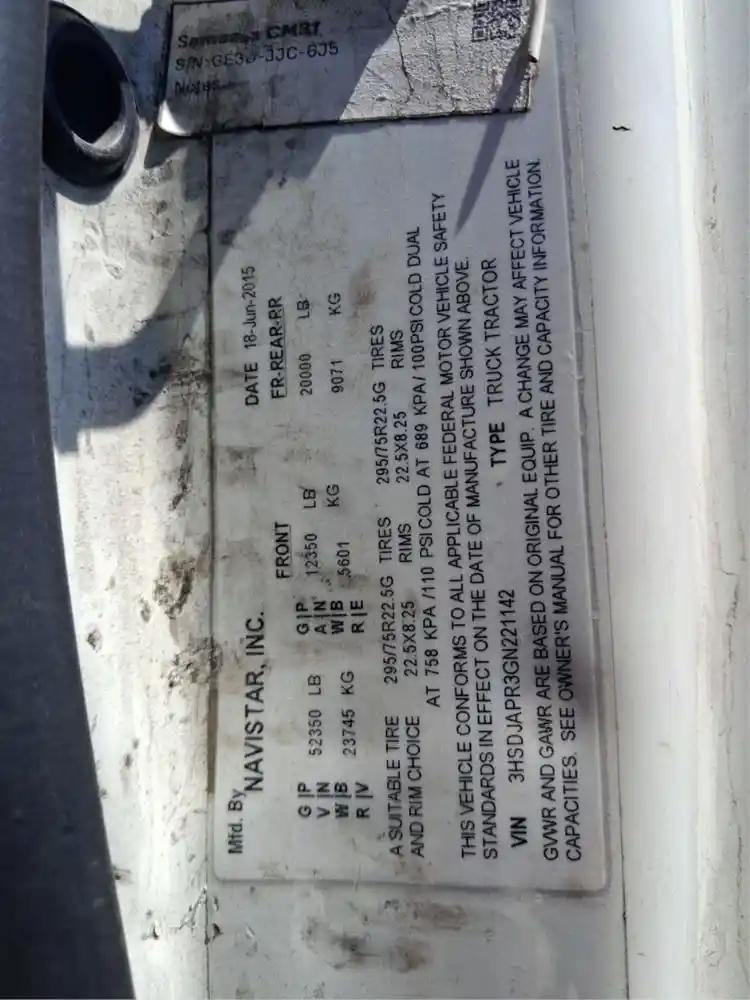 CM31
S/N:
Notes
Mfd. By
NAVISTAR, INC.
DATE 18-Jun-2015
FRONT
FR-REAR-RR
G|P
V|N
W|B
R|V
52350 LB
23745 KG
G|P
A|N
W|B
R|E
12350 LB
5601 KG
20000 LB
9071 KG
A SUITABLE TIRE 295/75R22.5G TIRES 295/75R22.5G TIRES
AND RIM CHOICE 22.5X8.25 RIMS 22.5X8.25 RIMS
AT 758 KPA /110 PSI COLD AT 689 KPA/ 100PSI COLD DUAL
THIS VEHICLE CONFORMS TO ALL APPLICABLE FEDERAL MOTOR VEHICLE SAFETY
STANDARDS IN EFFECT ON THE DATE OF MANUFACTURE SHOWN ABOVE.
VIN 3HSDJAPR3GN221142 TYPE TRUCK TRACTOR
GVWR AND GAWR ARE BASED ON ORIGINAL EQUIP. A CHANGE MAY AFFECT VEHICLE
CAPACITIES. SEE OWNER'S MANUAL FOR OTHER TIRE AND CAPACITY INFORMATION.